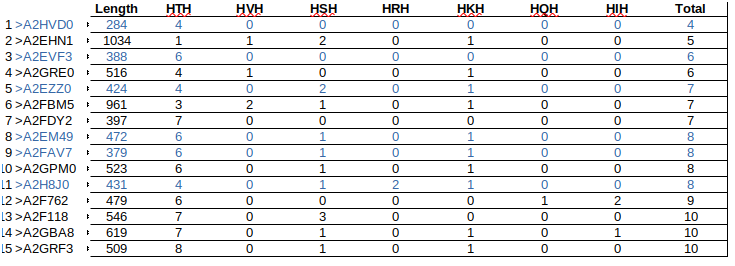 Length HTH HVH HSH HRH HKH HQH HIH Total
1 >A2HVD0 284 4 0 0 0 0 0 0 4
2 >A2EHN1 1034 1 1 2 0 1 0 0 5
3 >A2EVF3 388 6 0 0 0 0 0 0 6
4 >A2GRE0 516 4 1 0 0 1 0 0 6
5 >A2EZZ0 424 4 0 2 0 1 0 0 7
6 >A2FBM5 961 3 2 1 0 1 0 0 7
7 >A2FDY2 397 7 0 0 0 0 0 0 7
8 >A2EM49 472 6 0 1 0 1 0 0 8
9 >A2FAV7 379 6 0 1 0 1 0 0 8
10 >A2GPM0 523 6 0 1 0 1 0 0 8
11 >A2H8J0 431 4 0 1 2 1 0 0 8
12 >A2F762 479 6 0 0 0 0 1 2 9
13 >A2F118 546 7 0 3 0 0 0 0 10
14 >A2GBA8 619 7 0 1 0 1 0 1 10
15 >A2GRF3 509 8 0 1 0 1 0 0 10